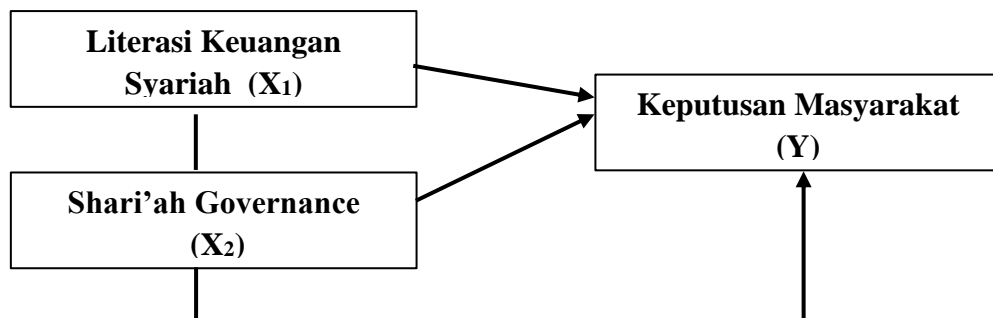 Literasi Keuangan
Syariah (X₁)
Keputusan Masyarakat
(Y)
Shari’ah Governance
(X₂)